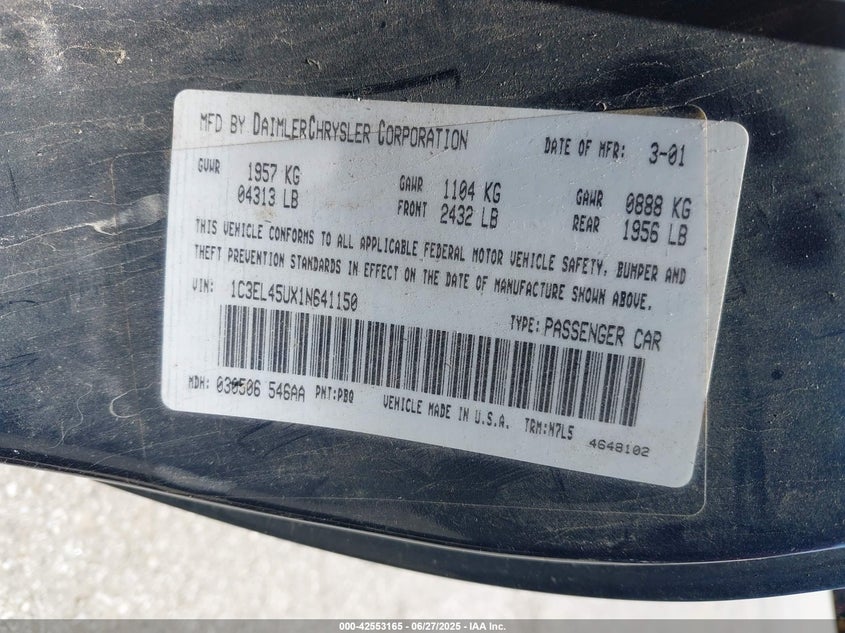 MFD BY DAIMLERCHRYSLER CORPORATION DATE OF MFR: 3-01
GVWR 1957 KG 04313 LB GAWR FRONT 1104 KG 2432 LB GAWR REAR 0888 KG 1956 LB
THIS VEHICLE CONFORMS TO ALL APPLICABLE FEDERAL MOTOR VEHICLE SAFETY, BUMPER AND
THEFT PREVENTION STANDARDS IN EFFECT ON THE DATE OF MANUFACTURE SHOWN ABOVE.
VIN: 1C3EL45UX1N641150 TYPE: PASSENGER CAR
MDH: 030506 546AA PNT:PBQ VEHICLE MADE IN U.S.A. TRM:N7L5 4648102
000-42553165 - 06/27/2025 - IAA Inc.